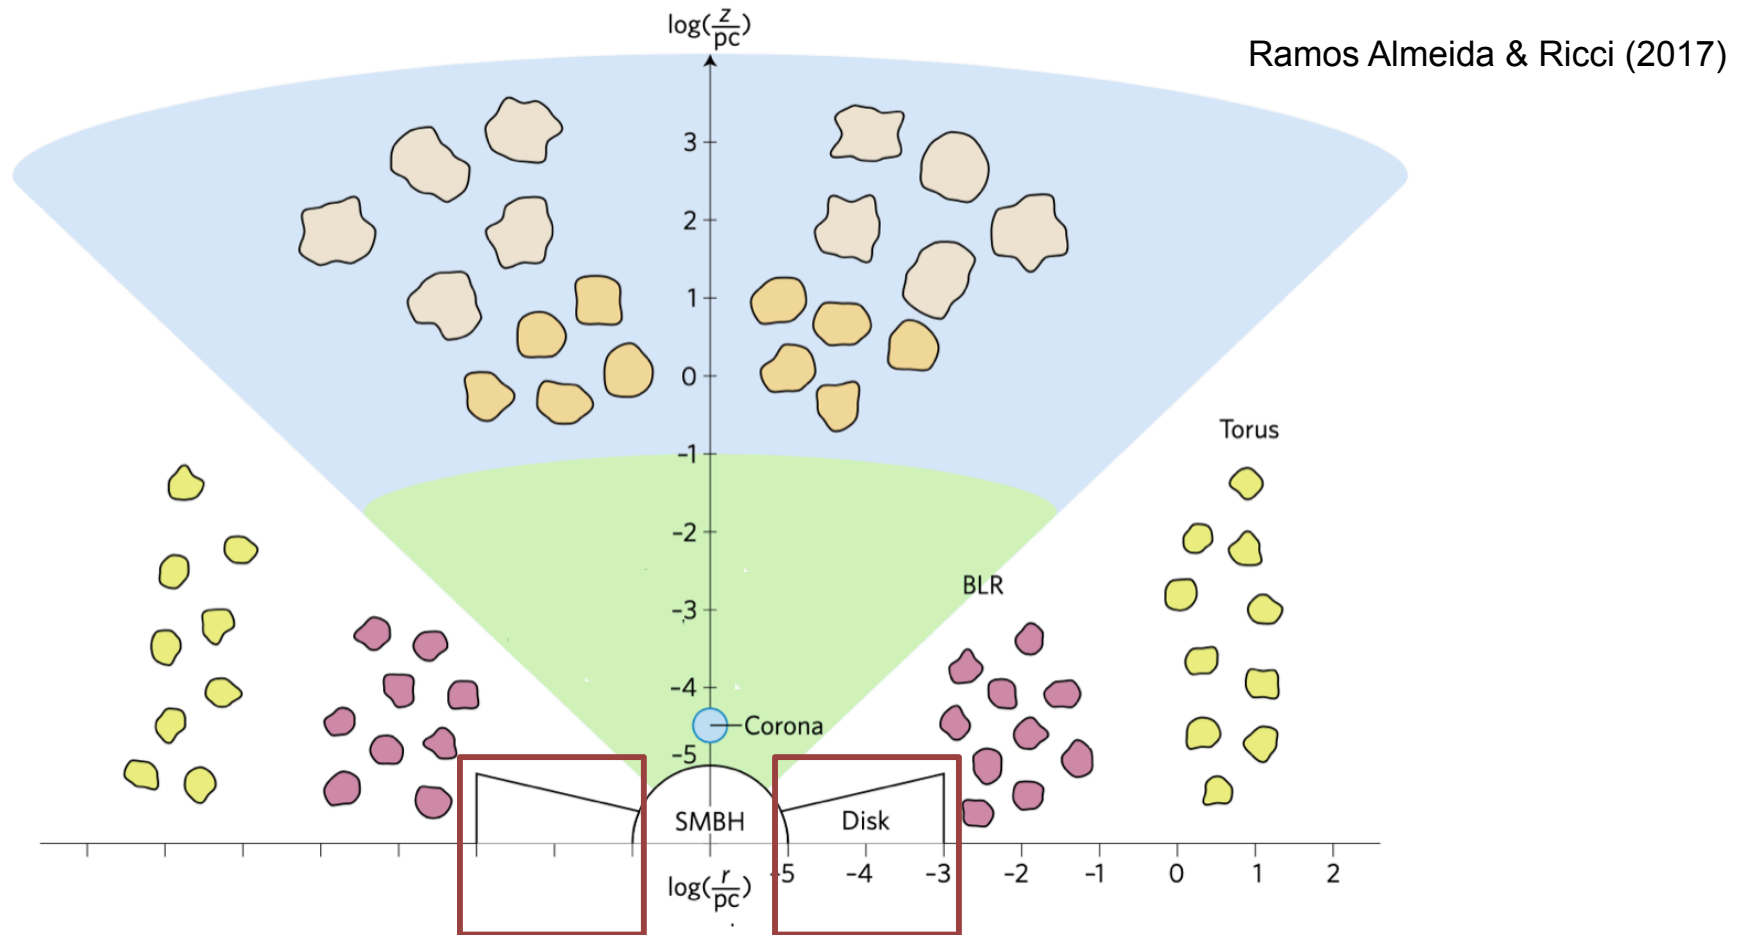 log(z/pc)
Ramos Almeida & Ricci (2017)
3
2
1
0
-1
Torus
-2
BLR
-3
-4
Corona
-5
SMBH
Disk
-5 -4 -3 -2 -1 0 1 2
log(r/pc)